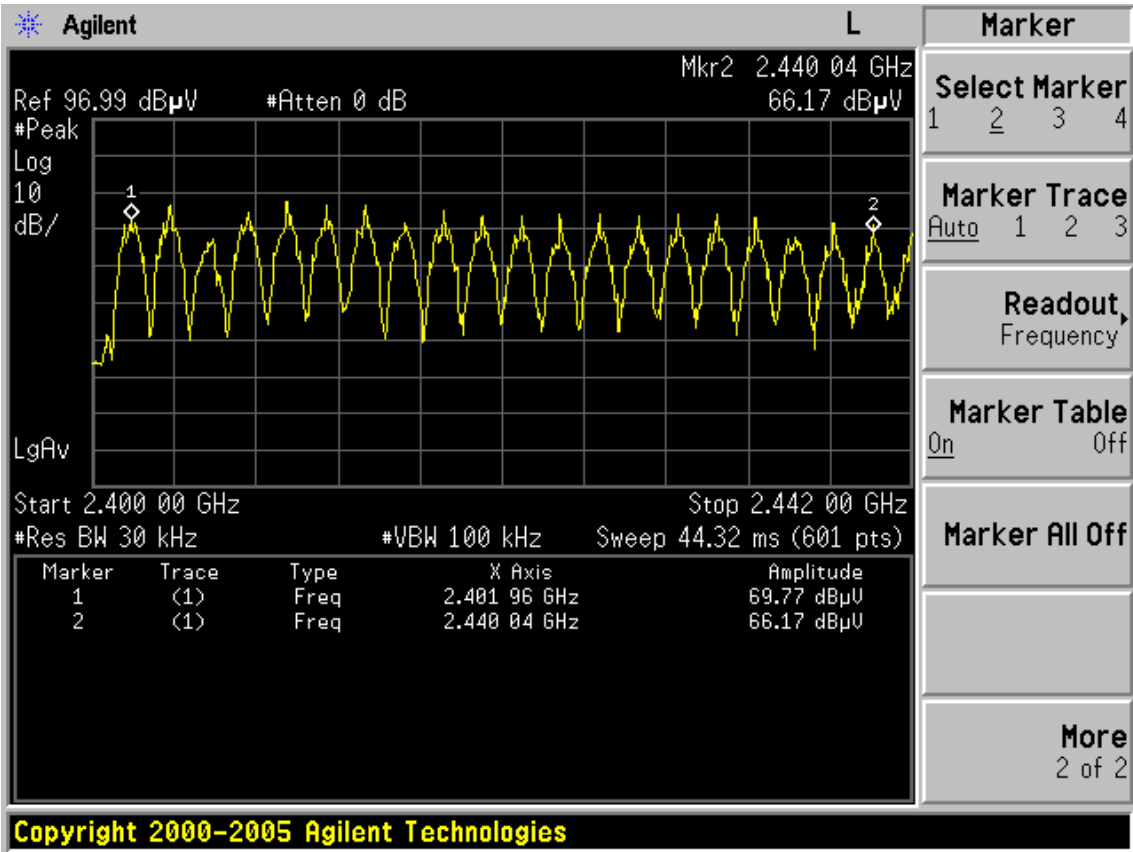 Agilent L Marker
Mkr2 2.440 04 GHz
Ref 96.99 dBµV #Atten 0 dB 66.17 dBµV
#Peak
Log
10
dB/
1
2
LgAv
Start 2.400 00 GHz Stop 2.442 00 GHz
#Res BW 30 kHz #VBW 100 kHz Sweep 44.32 ms (601 pts)
Marker Trace Type X Axis Amplitude
1 (1) Freq 2.401 96 GHz 69.77 dBµV
2 (1) Freq 2.440 04 GHz 66.17 dBµV
Select Marker
1 2 3 4
Marker Trace
Auto 1 2 3
Readout
Frequency
Marker Table
On Off
Marker All Off
More
2 of 2
Copyright 2000-2005 Agilent Technologies